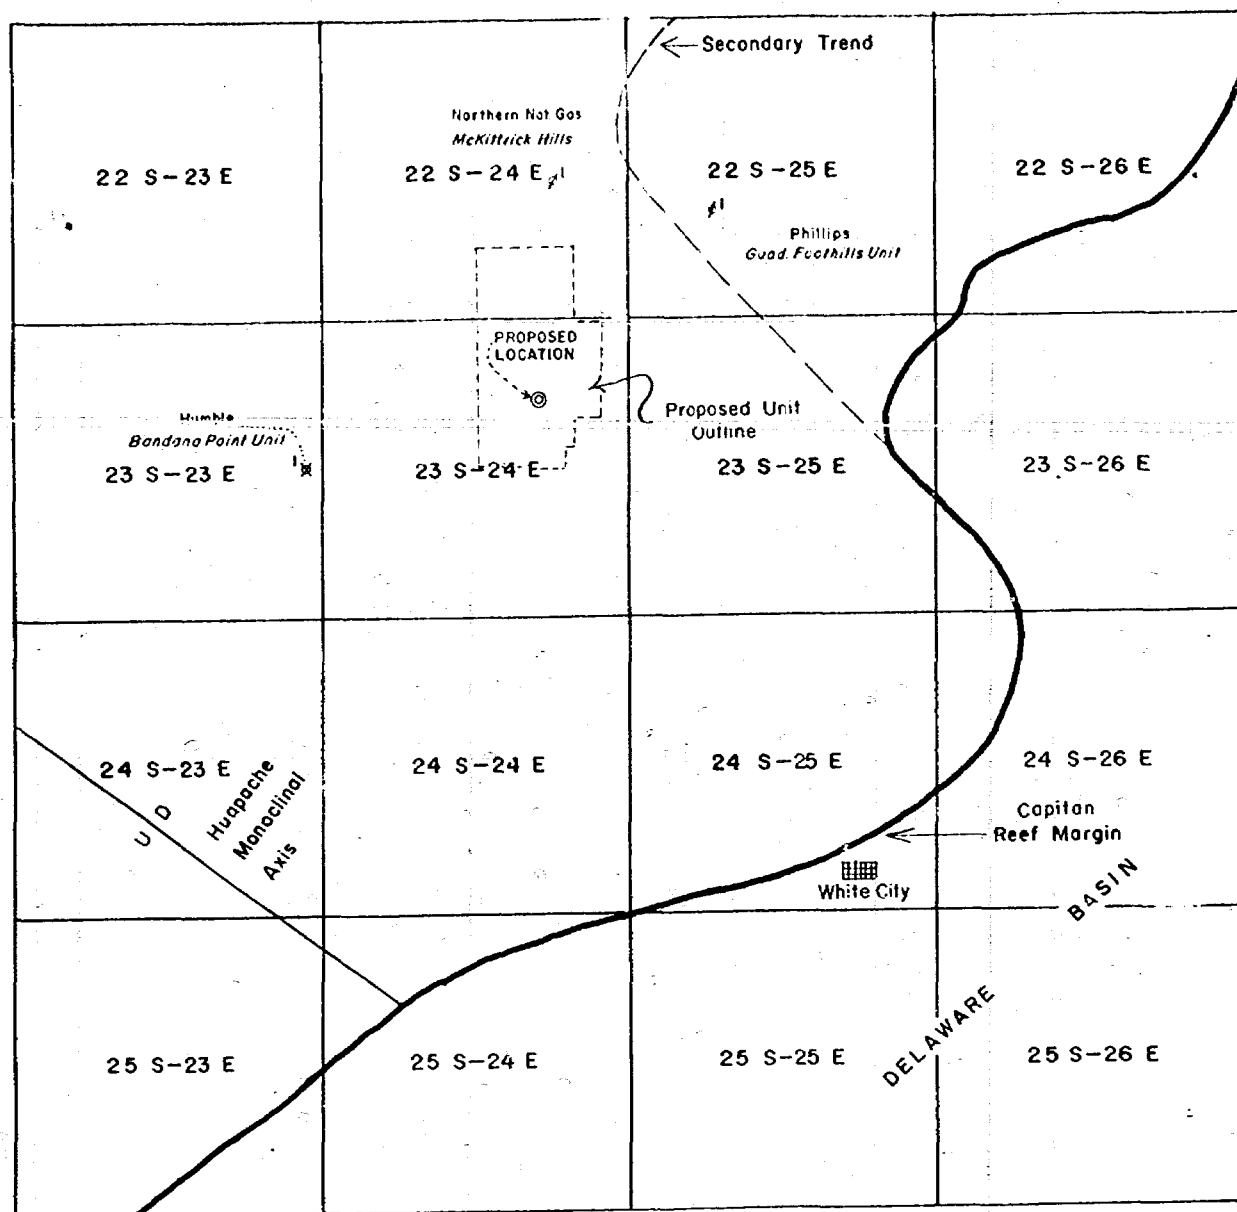 Secondary Trend
Northern Nat Gas
McKittrick Hills
22 S-23 E
22 S-24 E
1
22 S-25 E
1
22 S-26 E
Phillips
Guad. Foothills Unit
PROPOSED
LOCATION
Proposed Unit
Outline
Humble
Bandana Point Unit
1
23 S-23 E
23 S-24 E
23 S-25 E
23 S-26 E
24 S-23 E
24 S-24 E
24 S-25 E
24 S-26 E
U D
Huapache
Monoclinal
Axis
Capitan
Reef Margin
White City
DELAWARE BASIN
25 S-23 E
25 S-24 E
25 S-25 E
25 S-26 E